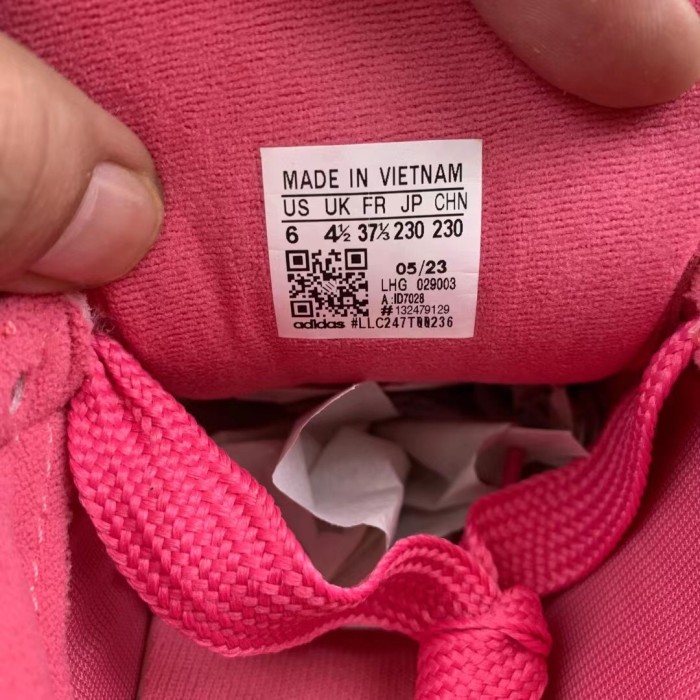 MADE IN VIETNAM
US UK FR JP CHN
6 4½ 37⅓ 230 230
05/23
LHG 029003
A:ID7028
#132479129
adidas